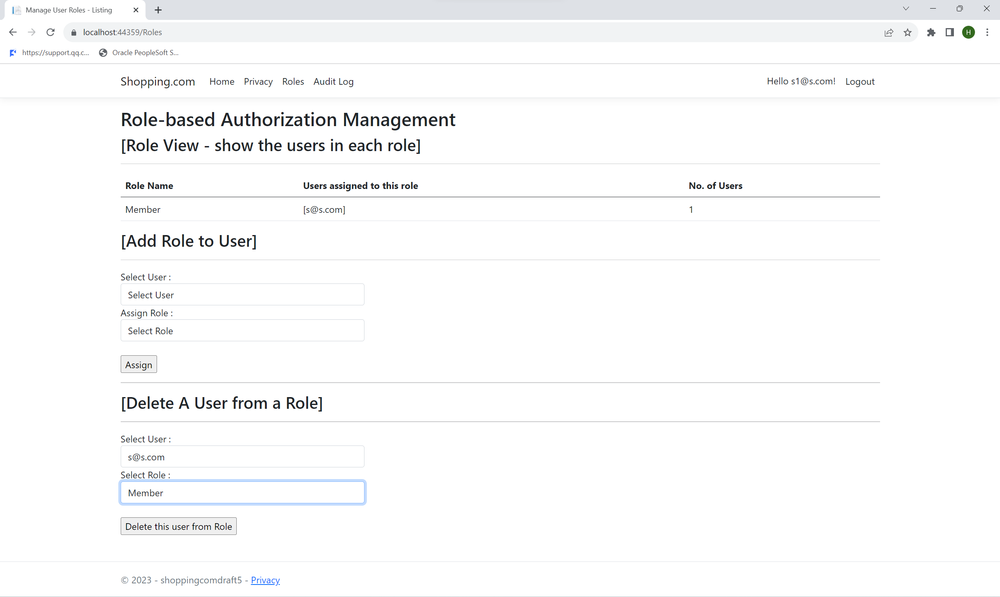 Manage User Roles - Listing
localhost:44359/Roles
H
https://support.qq.c... Oracle PeopleSoft S...
Shopping.com Home Privacy Roles Audit Log Hello s1@s.com! Logout
Role-based Authorization Management
[Role View - show the users in each role]
Role Name Users assigned to this role No. of Users
Member [s@s.com] 1
[Add Role to User]
Select User :
Select User
Assign Role :
Select Role
Assign
[Delete A User from a Role]
Select User :
s@s.com
Select Role :
Member
Delete this user from Role
© 2023 - shoppingcomdraft5 - Privacy